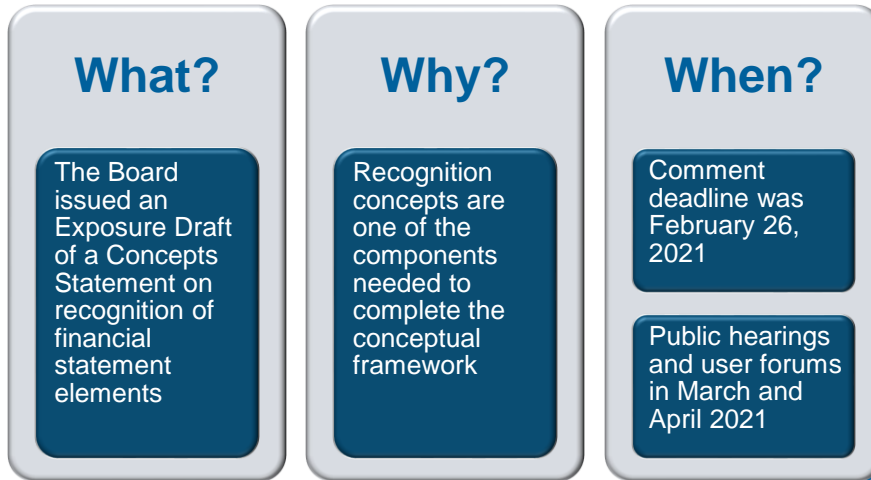 What?
The Board
issued an
Exposure Draft
of a Concepts
Statement on
recognition of
financial
statement
elements
Why?
Recognition
concepts are
one of the
components
needed to
complete the
conceptual
framework
When?
Comment
deadline was
February 26,
2021
Public hearings
and user forums
in March and
April 2021